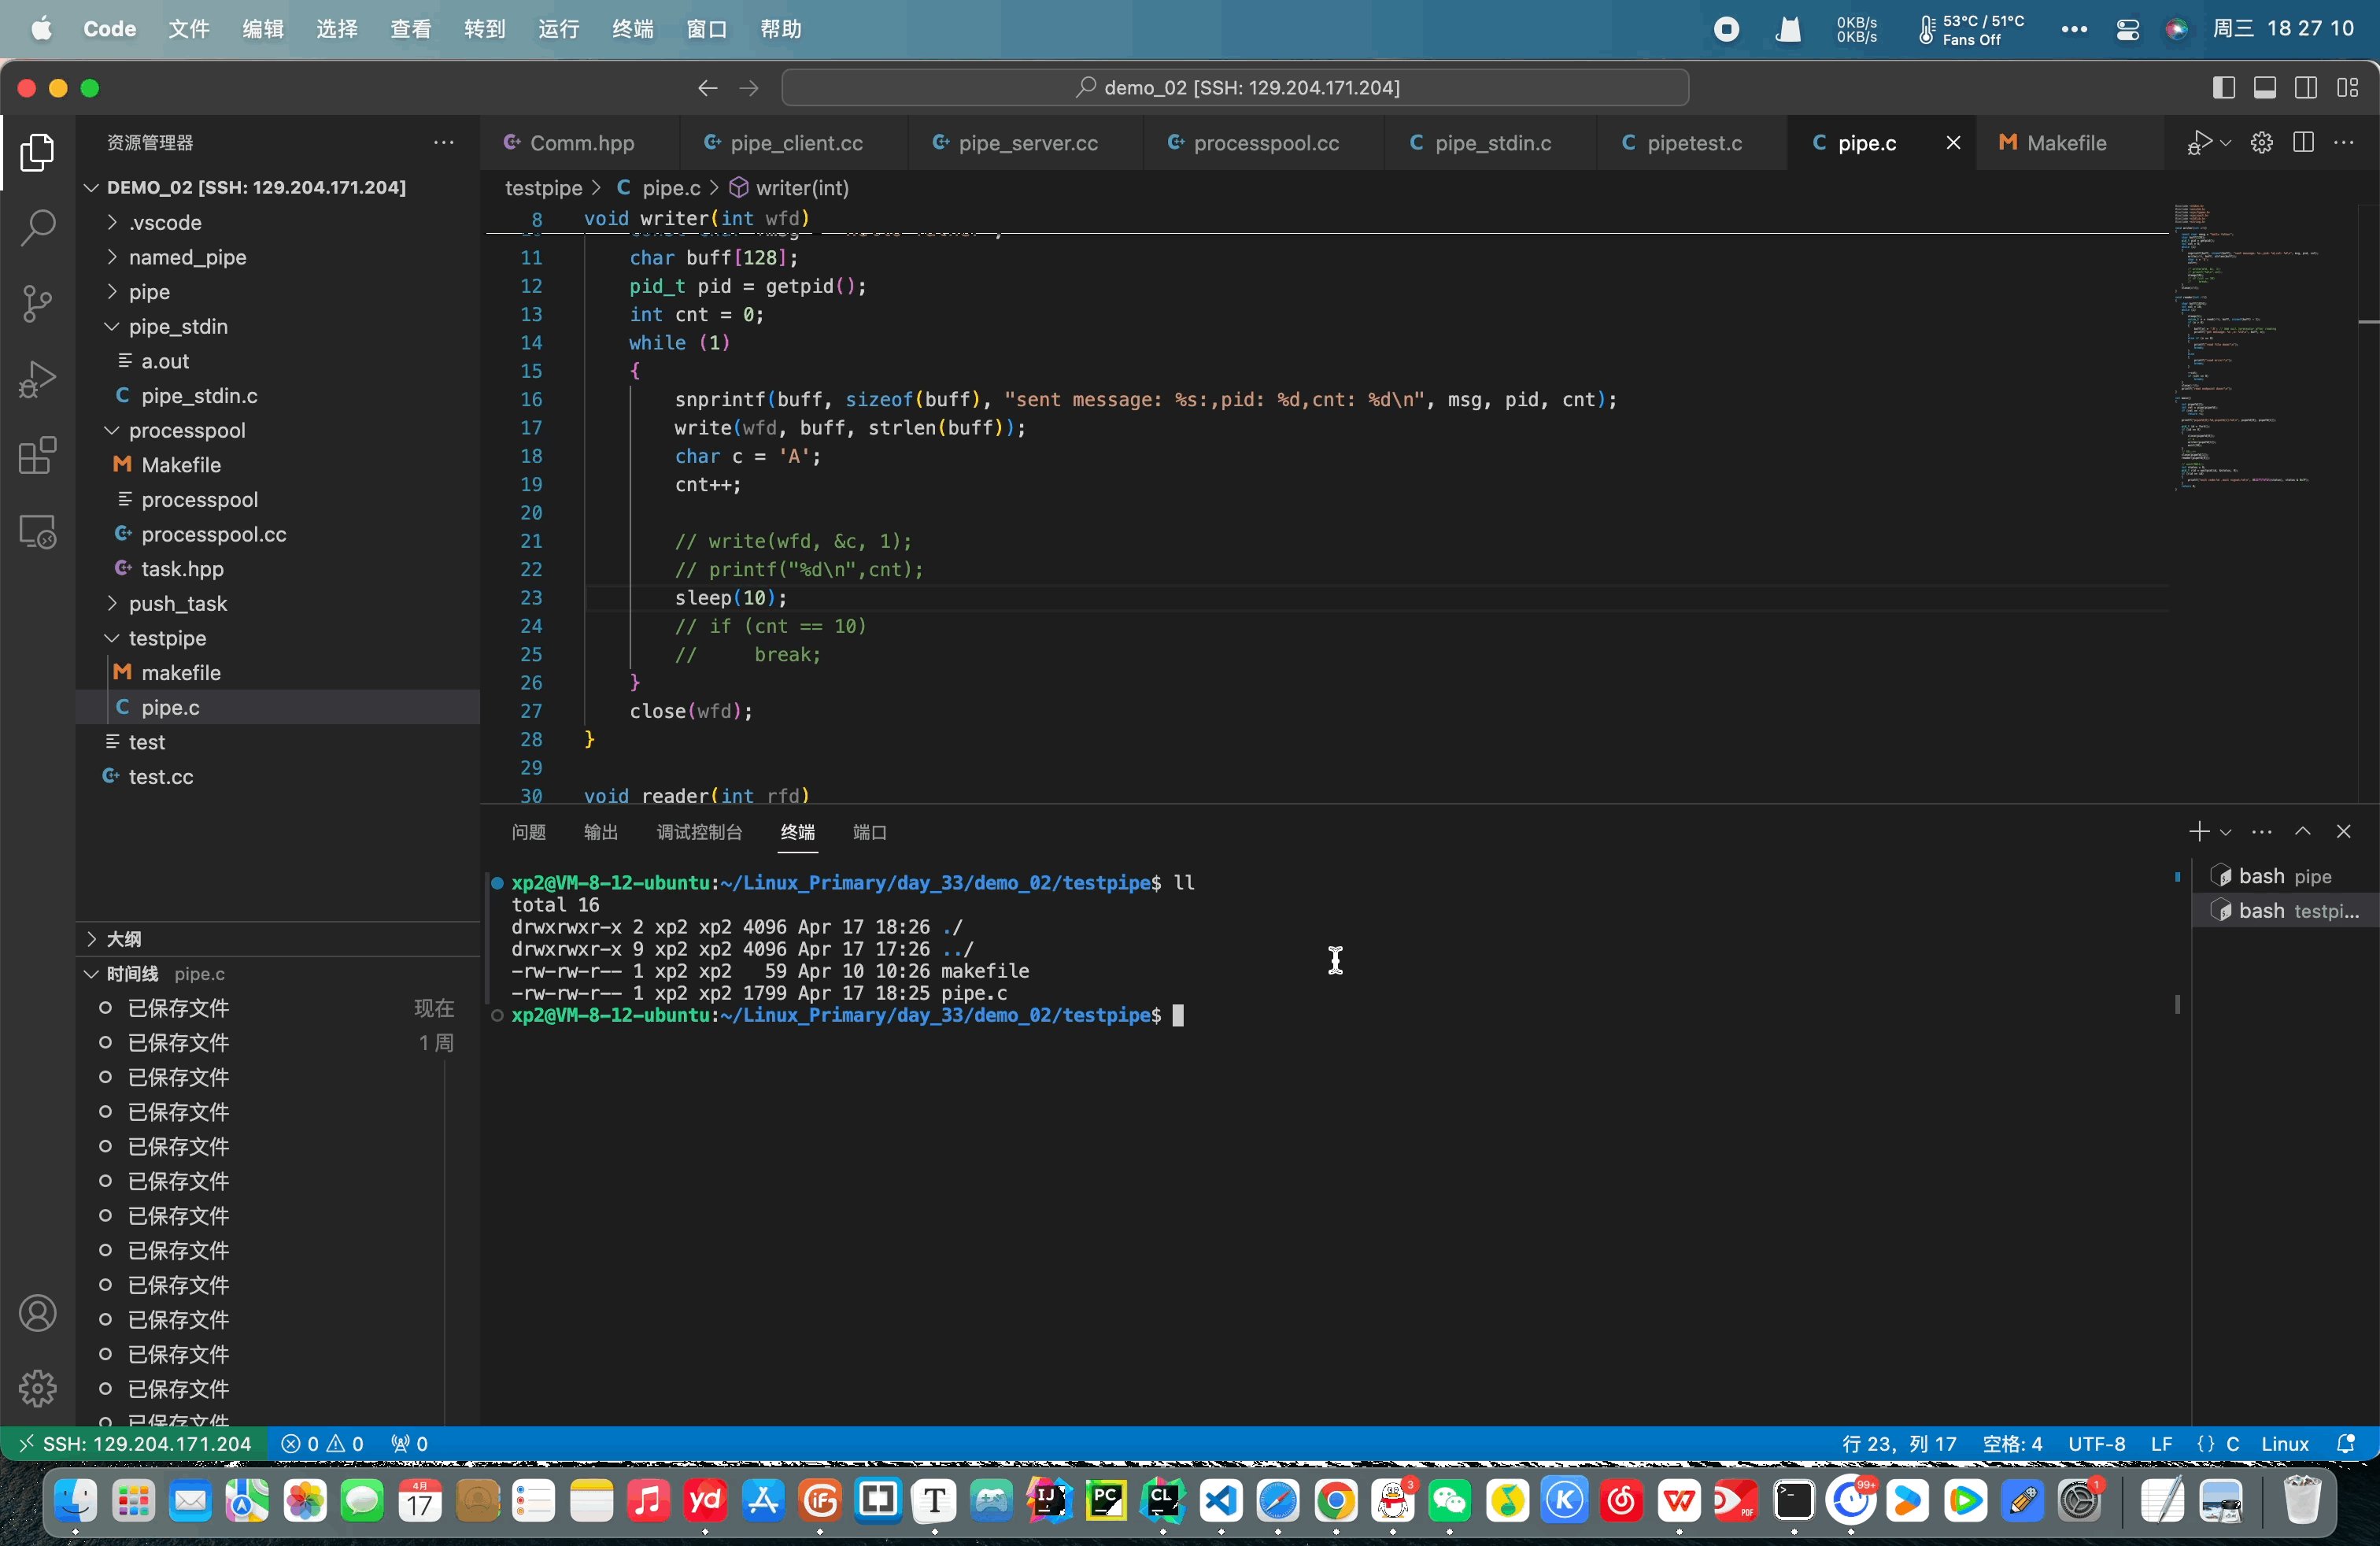 Code 文件 编辑 选择 查看 转到 运行 终端 窗口 帮助 0KB/s 0KB/s 53°C / 51°C Fans Off 周三 18 27 10
demo_02 [SSH: 129.204.171.204]
资源管理器
DEMO_02 [SSH: 129.204.171.204]
.vscode
named_pipe
pipe
pipe_stdin
a.out
C pipe_stdin.c
processpool
M Makefile
processpool
processpool.cc
task.hpp
push_task
testpipe
M makefile
C pipe.c
test
test.cc
大纲
时间线 pipe.c
已保存文件 现在
已保存文件 1 周
已保存文件
已保存文件
已保存文件
已保存文件
已保存文件
已保存文件
已保存文件
已保存文件
已保存文件
已保存文件
已保存文件
Comm.hpp pipe_client.cc pipe_server.cc processpool.cc C pipe_stdin.c C pipetest.c C pipe.c M Makefile
testpipe > C pipe.c > writer(int)
8 void writer(int wfd)
11 char buff[128];
12 pid_t pid = getpid();
13 int cnt = 0;
14 while (1)
15 {
16 snprintf(buff, sizeof(buff), "sent message: %s:,pid: %d,cnt: %d\n", msg, pid, cnt);
17 write(wfd, buff, strlen(buff));
18 char c = 'A';
19 cnt++;
20
21 // write(wfd, &c, 1);
22 // printf("%d\n",cnt);
23 sleep(10);
24 // if (cnt == 10)
25 //     break;
26 }
27 close(wfd);
28 }
29
30 void reader(int rfd)
问题 输出 调试控制台 终端 端口
xp2@VM-8-12-ubuntu:~/Linux_Primary/day_33/demo_02/testpipe$ ll
total 16
drwxrwxr-x 2 xp2 xp2 4096 Apr 17 18:26 ./
drwxrwxr-x 9 xp2 xp2 4096 Apr 17 17:26 ../
-rw-rw-r-- 1 xp2 xp2   59 Apr 10 10:26 makefile
-rw-rw-r-- 1 xp2 xp2 1799 Apr 17 18:25 pipe.c
xp2@VM-8-12-ubuntu:~/Linux_Primary/day_33/demo_02/testpipe$
bash pipe
bash testpi...
SSH: 129.204.171.204 0 0 0 行 23, 列 17 空格: 4 UTF-8 LF {} C Linux
4月 17 yd iF T IJ PC CL 3 K W PDF 99+ 1